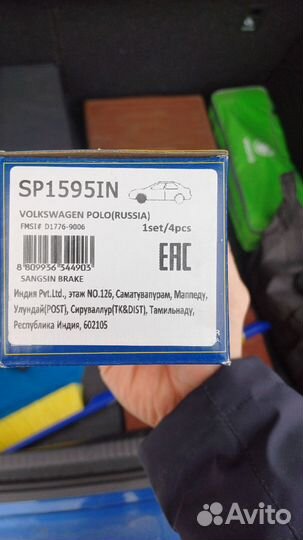 SP1595IN
VOLKSWAGEN POLO(RUSSIA)
FMSI# D1776-9006
1set/4pcs
8 809936 344903
EAC
SANGSIN BRAKE
Индия Pvt.Ltd., этаж NO.126, Саматувапурам, Маппеду,
Улундай(POST), Сируваллур(TK&DIST), Тамильнаду,
Республика Индия, 602105
Avito